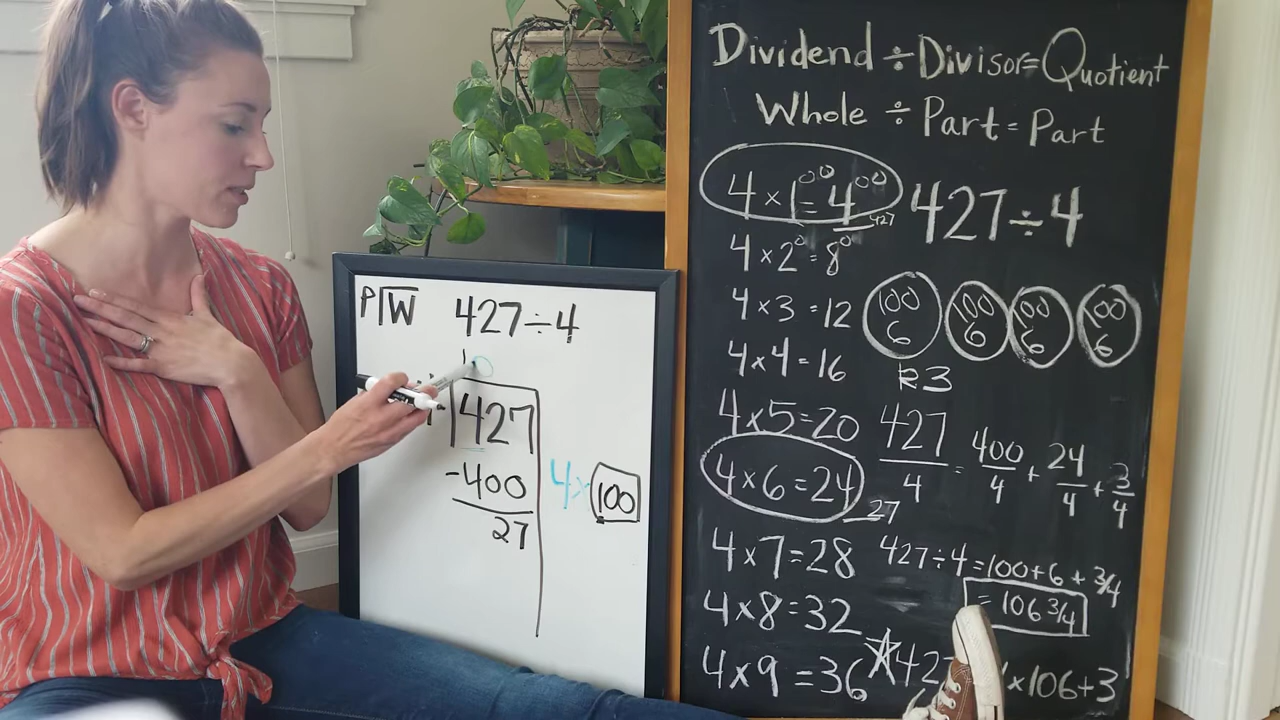 P|W 427÷4
1
427
-400
27
4× 100
Dividend ÷ Divisor = Quotient
Whole ÷ Part = Part
4×1⁰⁰=4⁰⁰ 427 427÷4
4×2⁰=8⁰
4×3=12
4×4=16
100 100 100 100
6 6 6 6
R3
4×5=20
4×6=24 27
427/4 = 400/4 + 24/4 + 3/4
4×7=28
427÷4=100+6+3/4
= 106 3/4
4×8=32
4×9=36
×106+3